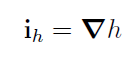 i_h = ∇h